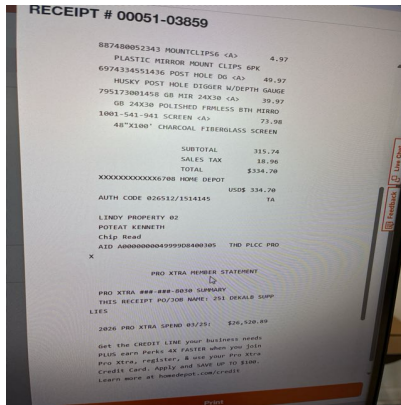 RECEIPT # 00051-03859
887480052343 MOUNTCLIPS6 <A> 4.97
PLASTIC MIRROR MOUNT CLIPS 6PK
6974334551436 POST HOLE DG <A> 49.97
HUSKY POST HOLE DIGGER W/DEPTH GAUGE
795173001458 GB MIR 24X30 <A> 39.97
GB 24X30 POLISHED FRMLESS BTH MIRRO
1001-541-941 SCREEN <A> 73.98
48"X100' CHARCOAL FIBERGLASS SCREEN
SUBTOTAL 315.74
SALES TAX 18.96
TOTAL $334.70
XXXXXXXXXXXX6708 HOME DEPOT
USD$ 334.70
AUTH CODE 026512/1514145 TA
LINDY PROPERTY 02
POTEAT KENNETH
Chip Read
AID A0000000049999D8400305 THD PLCC PRO
X
PRO XTRA MEMBER STATEMENT
PRO XTRA ###-###-8030 SUMMARY
THIS RECEIPT PO/JOB NAME: 251 DEKALB SUPP
LIES
2026 PRO XTRA SPEND 03/25: $26,520.89
Get the CREDIT LINE your business needs
PLUS earn Perks 4X FASTER when you join
Pro Xtra, register, & use your Pro Xtra
Credit Card. Apply and SAVE UP TO $100.
Learn more at homedepot.com/credit
Print
Live Chat
Feedback